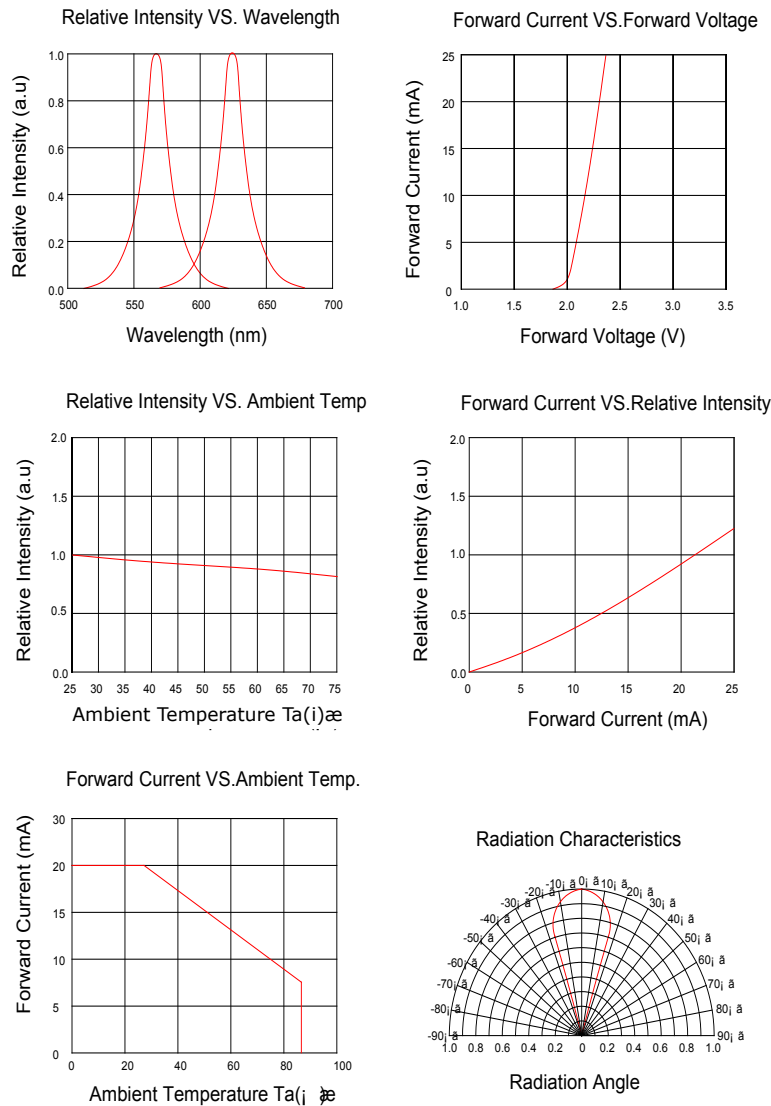 Relative Intensity VS. Wavelength
Relative Intensity (a.u)
1.0
0.8
0.6
0.4
0.2
0.0
500 550 600 650 700
Wavelength (nm)
Forward Current VS.Forward Voltage
Forward Current (mA)
25
20
15
10
5
0
1.0 1.5 2.0 2.5 3.0 3.5
Forward Voltage (V)
Relative Intensity VS. Ambient Temp
Relative Intensity (a.u)
2.0
1.5
1.0
0.5
0.0
25 30 35 40 45 50 55 60 65 70 75
Ambient Temperature Ta(i)æ
Forward Current VS.Relative Intensity
Relative Intensity (a.u)
2.0
1.5
1.0
0.5
0.0
0 5 10 15 20 25
Forward Current (mA)
Forward Current VS.Ambient Temp.
Forward Current (mA)
30
20
15
10
5
0
0 20 40 60 80 100
Ambient Temperature Ta(¡ )æ
Radiation Characteristics
-90¡ ã -80¡ ã -70¡ ã -60¡ ã -50¡ ã -40¡ ã -30¡ ã -20¡ ã -10¡ ã 0¡ ã 10¡ ã 20¡ ã 30¡ ã 40¡ ã 50¡ ã 60¡ ã 70¡ ã 80¡ ã 90¡ ã
1.0 0.8 0.6 0.4 0.2 0 0.2 0.4 0.6 0.8 1.0
Radiation Angle